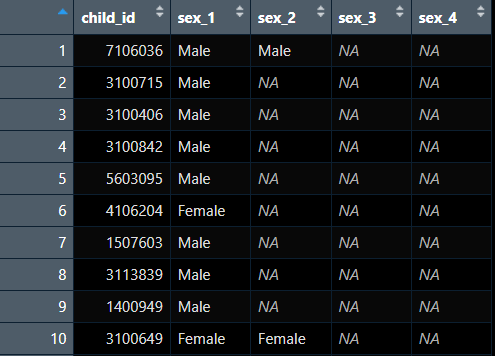 child_id sex_1 sex_2 sex_3 sex_4
1 7106036 Male Male NA NA
2 3100715 Male NA NA NA
3 3100406 Male NA NA NA
4 3100842 Male NA NA NA
5 5603095 Male NA NA NA
6 4106204 Female NA NA NA
7 1507603 Male NA NA NA
8 3113839 Male NA NA NA
9 1400949 Male NA NA NA
10 3100649 Female Female NA NA